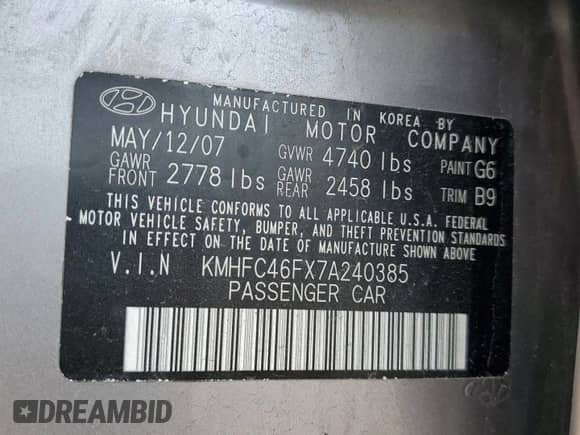 MANUFACTURED IN KOREA BY
HYUNDAI MOTOR COMPANY
MAY/12/07 GVWR 4740 lbs PAINT G6
GAWR FRONT 2778 lbs GAWR REAR 2458 lbs TRIM B9
THIS VEHICLE CONFORMS TO ALL APPLICABLE U.S.A. FEDERAL
MOTOR VEHICLE SAFETY, BUMPER, AND THEFT PREVENTION STANDARDS
IN EFFECT ON THE DATE OF MANUFACTURE SHOWN ABOVE
V.I.N KMHFC46FX7A240385
PASSENGER CAR
DREAMBID